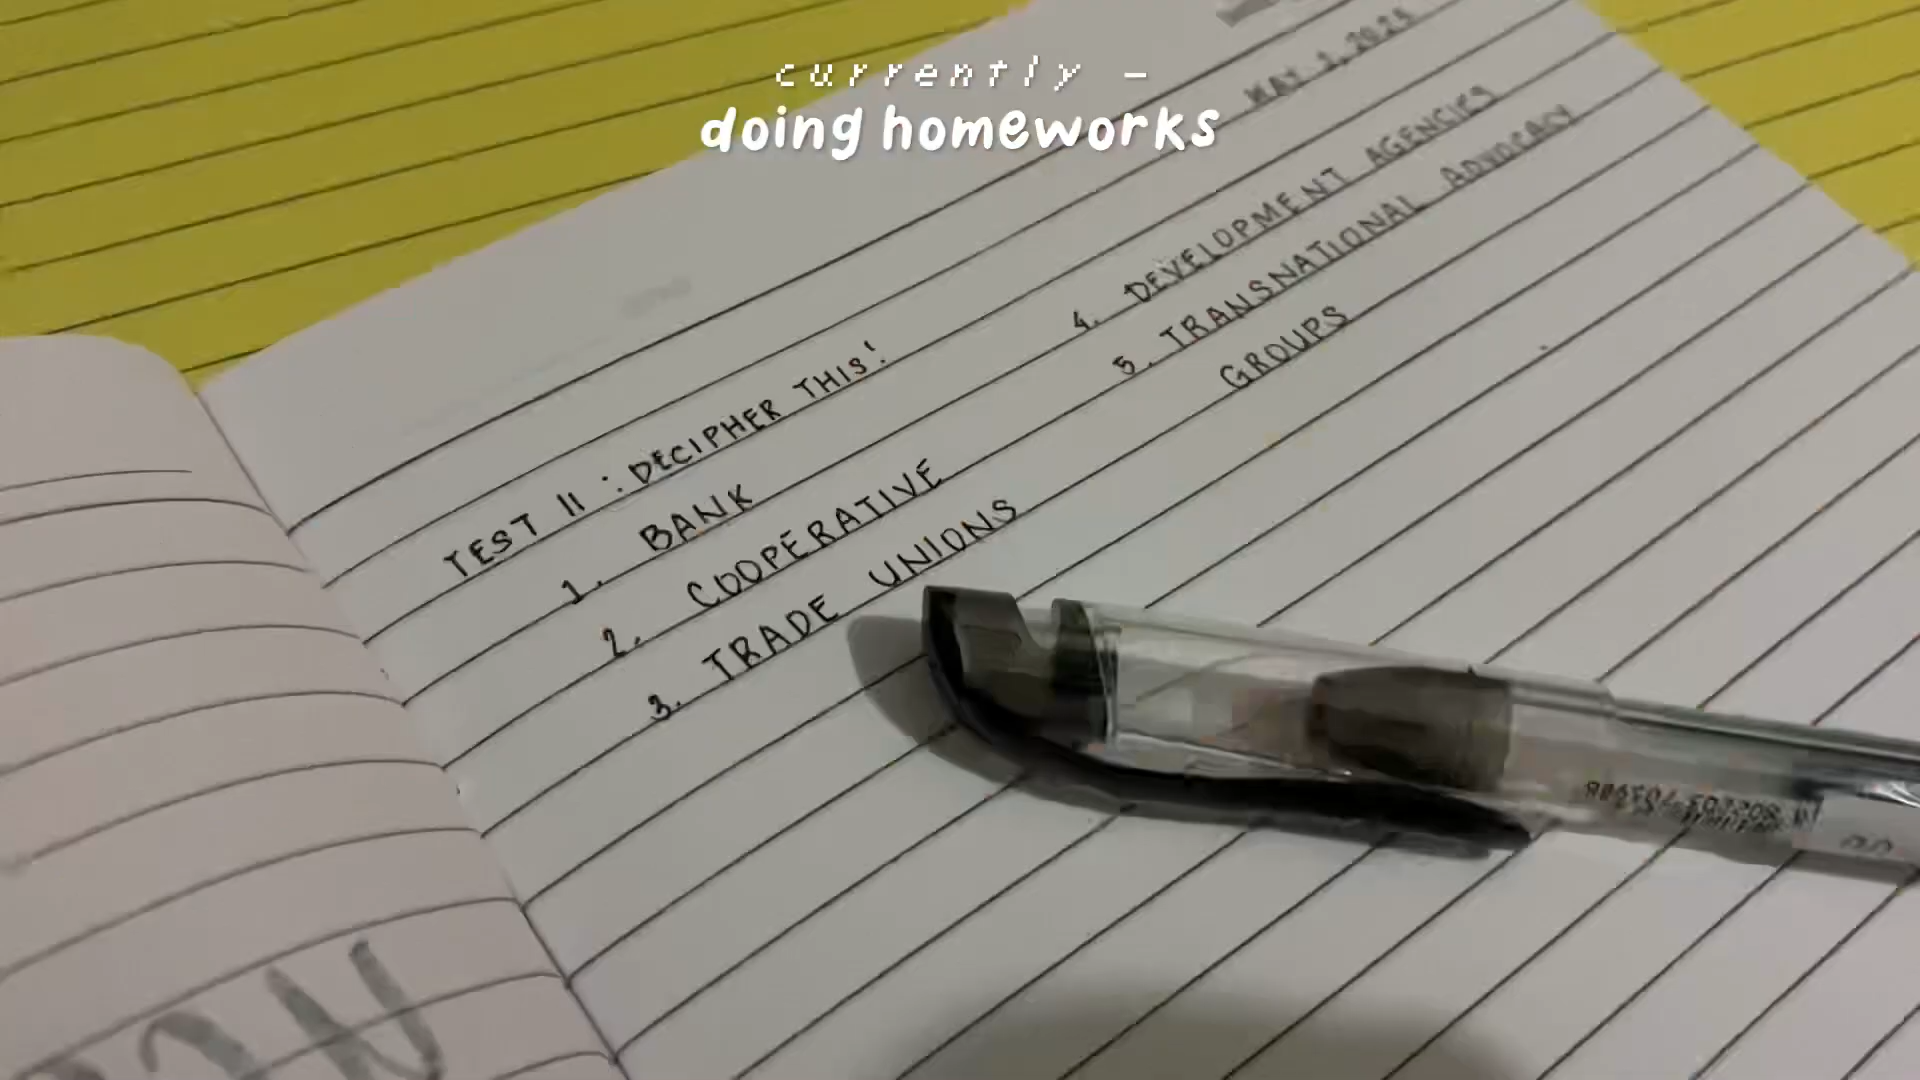 currently -
doing homeworks
MAY 1, 2025
TEST II : DECIPHER THIS!
1. BANK
2. COOPERATIVE
3. TRADE UNIONS
4. DEVELOPMENT AGENCIES
5. TRANSNATIONAL ADVOCACY
GROUPS